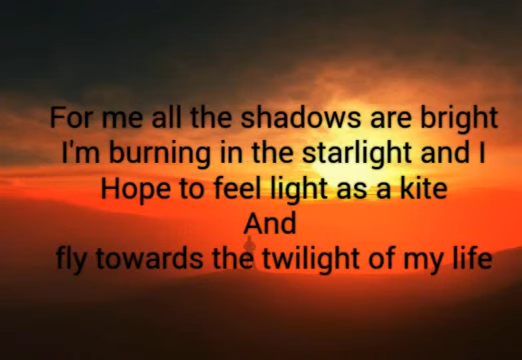 For me all the shadows are bright
I'm burning in the starlight and I
Hope to feel light as a kite
And
fly towards the twilight of my life